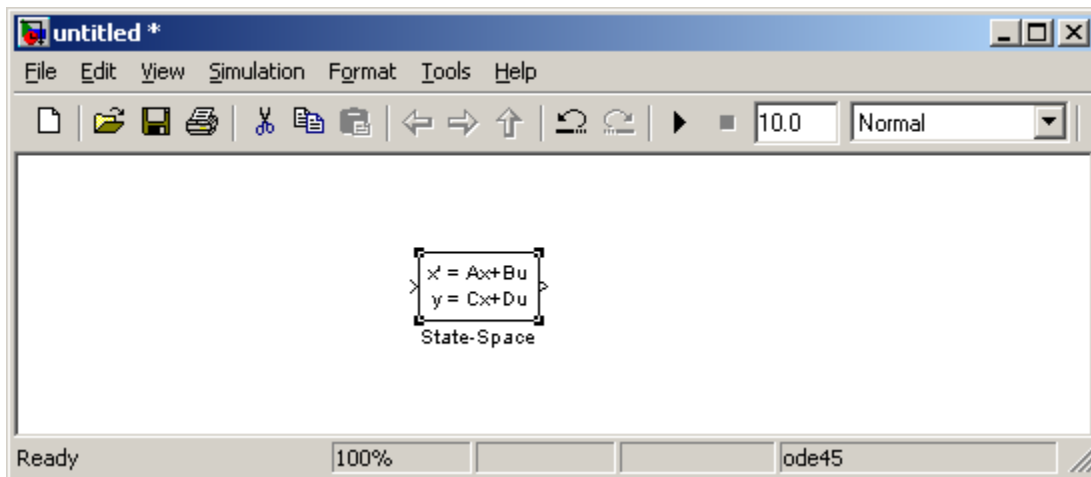 untitled *
File Edit View Simulation Format Tools Help
10.0 Normal
x' = Ax+Bu
y = Cx+Du
State-Space
Ready 100% ode45